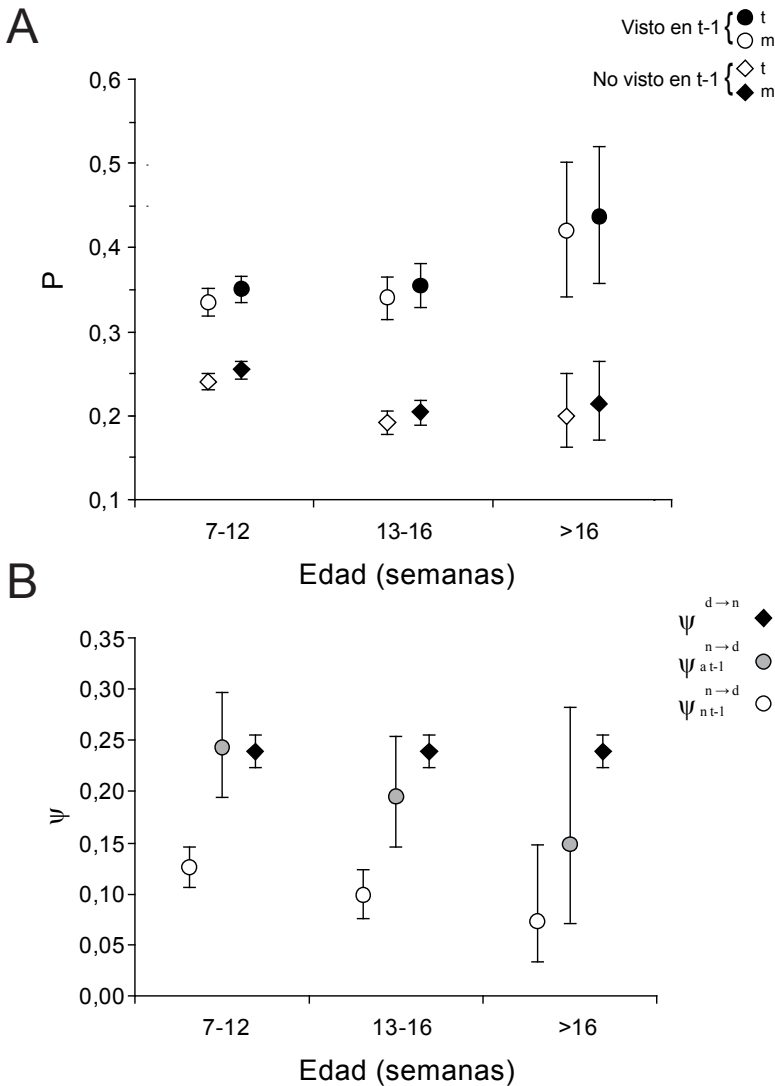 A
Visto en t-1 { t
m
No visto en t-1 { t
m
0,6
0,5
0,4
0,3
0,2
0,1
P
7-12 13-16 >16
Edad (semanas)
B
ψ d→n
ψ n→d a t-1
ψ n→d n t-1
0,35
0,30
0,25
0,20
0,15
0,10
0,05
0,00
ψ
7-12 13-16 >16
Edad (semanas)